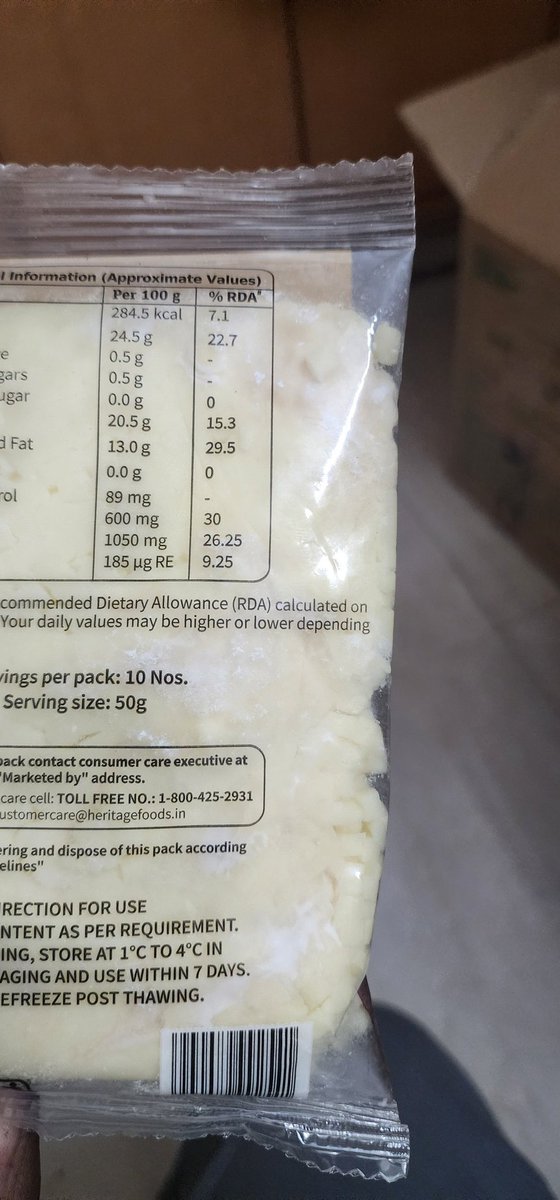 l Information (Approximate Values)
Per 100 g % RDA#
284.5 kcal 7.1
24.5 g 22.7
e 0.5 g -
gars 0.5 g -
ugar 0.0 g 0
20.5 g 15.3
d Fat 13.0 g 29.5
0.0 g 0
rol 89 mg -
600 mg 30
1050 mg 26.25
185 µg RE 9.25
commended Dietary Allowance (RDA) calculated on
Your daily values may be higher or lower depending
vings per pack: 10 Nos.
Serving size: 50g
pack contact consumer care executive at
"Marketed by" address.
care cell: TOLL FREE NO.: 1-800-425-2931
ustomercare@heritagefoods.in
ering and dispose of this pack according
elines"
RECTION FOR USE
NTENT AS PER REQUIREMENT.
ING, STORE AT 1°C TO 4°C IN
AGING AND USE WITHIN 7 DAYS.
EFREEZE POST THAWING.